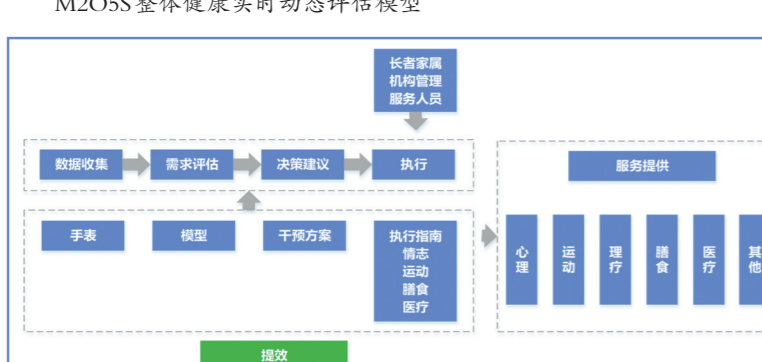 M2O5S整体健康实时动态评估模型
长者家属
机构管理
服务人员
数据收集
需求评估
决策建议
执行
服务提供
手表
模型
干预方案
执行指南
情志
运动
膳食
医疗
心理
运动
理疗
膳食
医疗
其他
提效